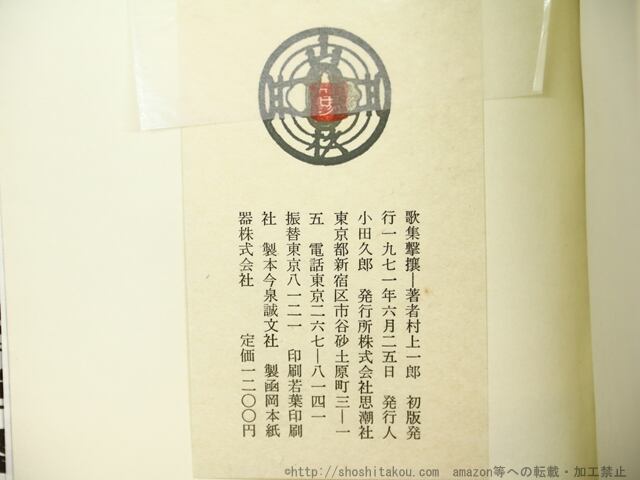 歌集撃攘―著者村上一郎　初版発
行一九七一年六月二五日　発行人
小田久郎　発行所株式会社思潮社
東京都新宿区市谷砂土原町三―一
五　電話東京二六七―八一四一
振替東京八一二一　印刷若葉印刷
社　製本今泉誠文社　製函岡本紙
器株式会社　定価一二〇〇円
©http://shoshitakou.com　amazon等への転載・加工禁止